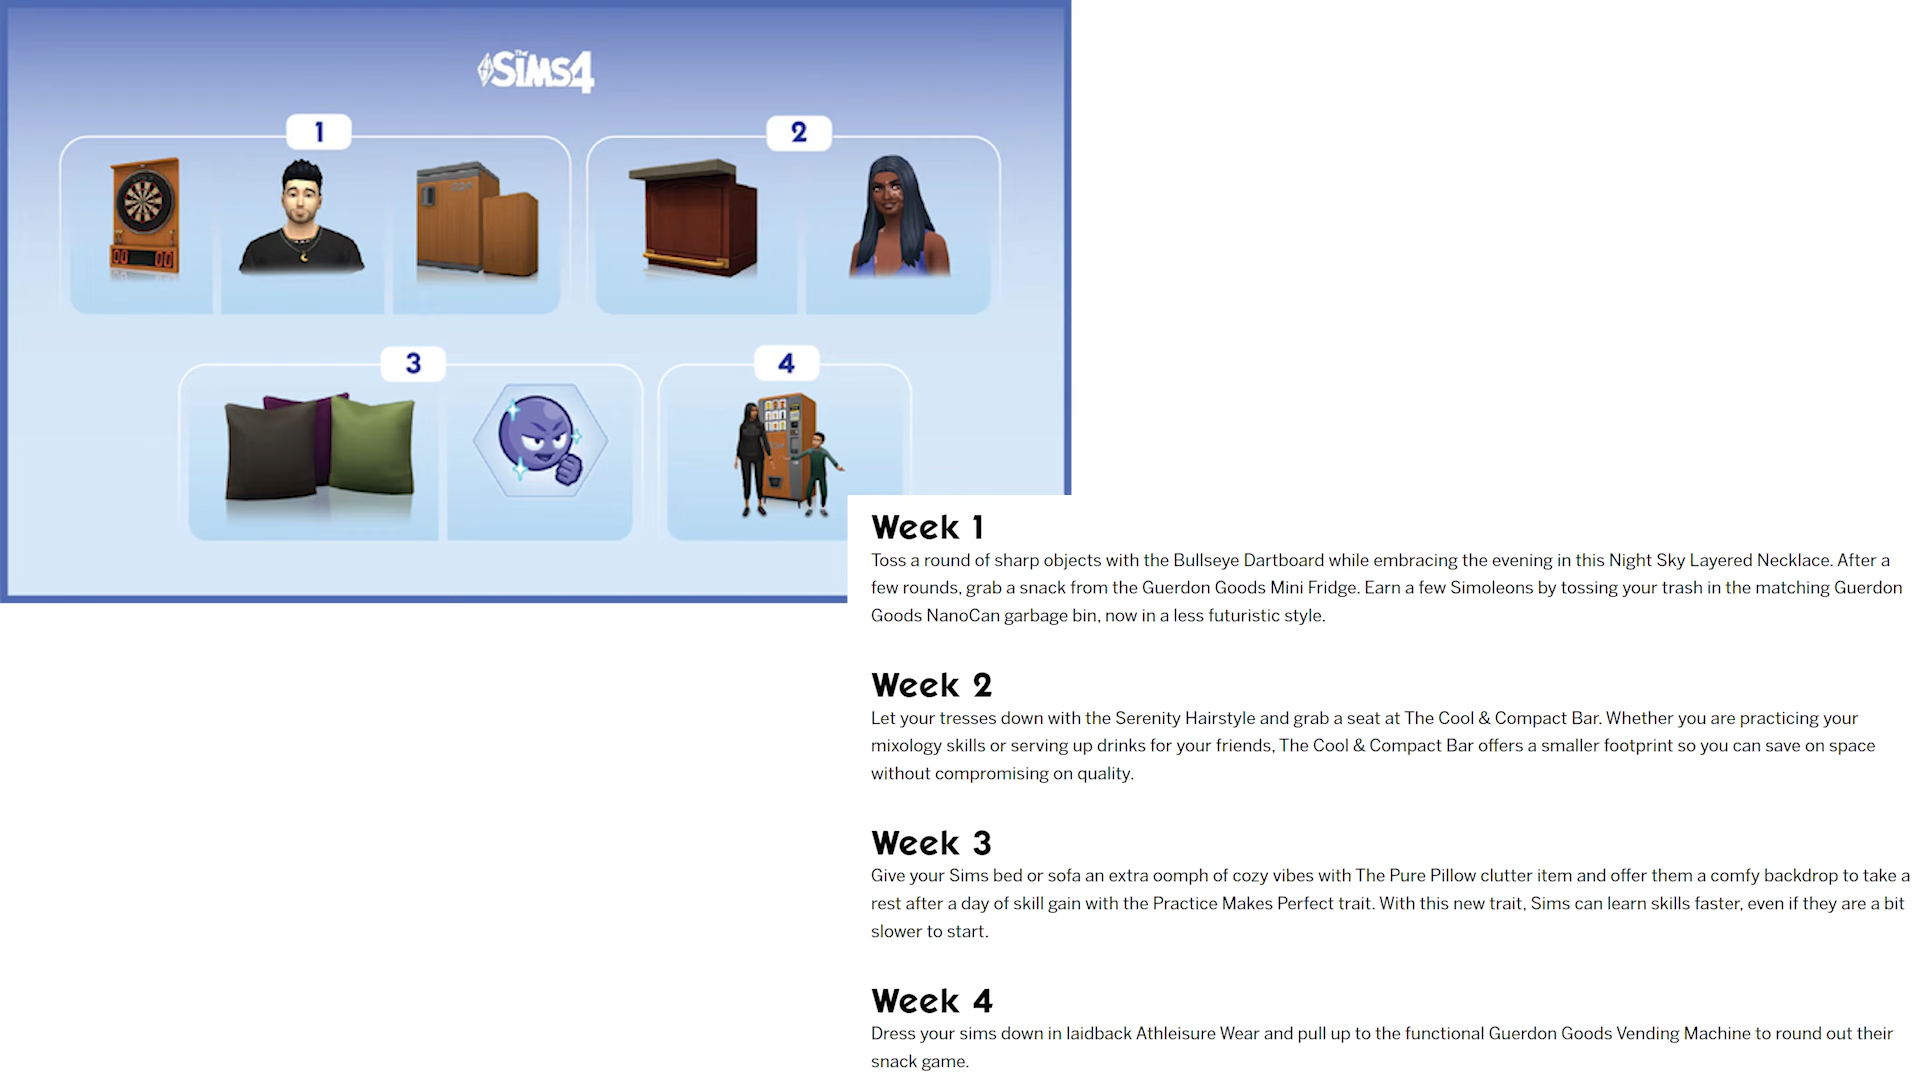 The Sims 4
1
2
00 00
3
4
Week 1
Toss a round of sharp objects with the Bullseye Dartboard while embracing the evening in this Night Sky Layered Necklace. After a
few rounds, grab a snack from the Guerdon Goods Mini Fridge. Earn a few Simoleons by tossing your trash in the matching Guerdon
Goods NanoCan garbage bin, now in a less futuristic style.
Week 2
Let your tresses down with the Serenity Hairstyle and grab a seat at The Cool & Compact Bar. Whether you are practicing your
mixology skills or serving up drinks for your friends, The Cool & Compact Bar offers a smaller footprint so you can save on space
without compromising on quality.
Week 3
Give your Sims bed or sofa an extra oomph of cozy vibes with The Pure Pillow clutter item and offer them a comfy backdrop to take a
rest after a day of skill gain with the Practice Makes Perfect trait. With this new trait, Sims can learn skills faster, even if they are a bit
slower to start.
Week 4
Dress your sims down in laidback Athleisure Wear and pull up to the functional Guerdon Goods Vending Machine to round out their
snack game.